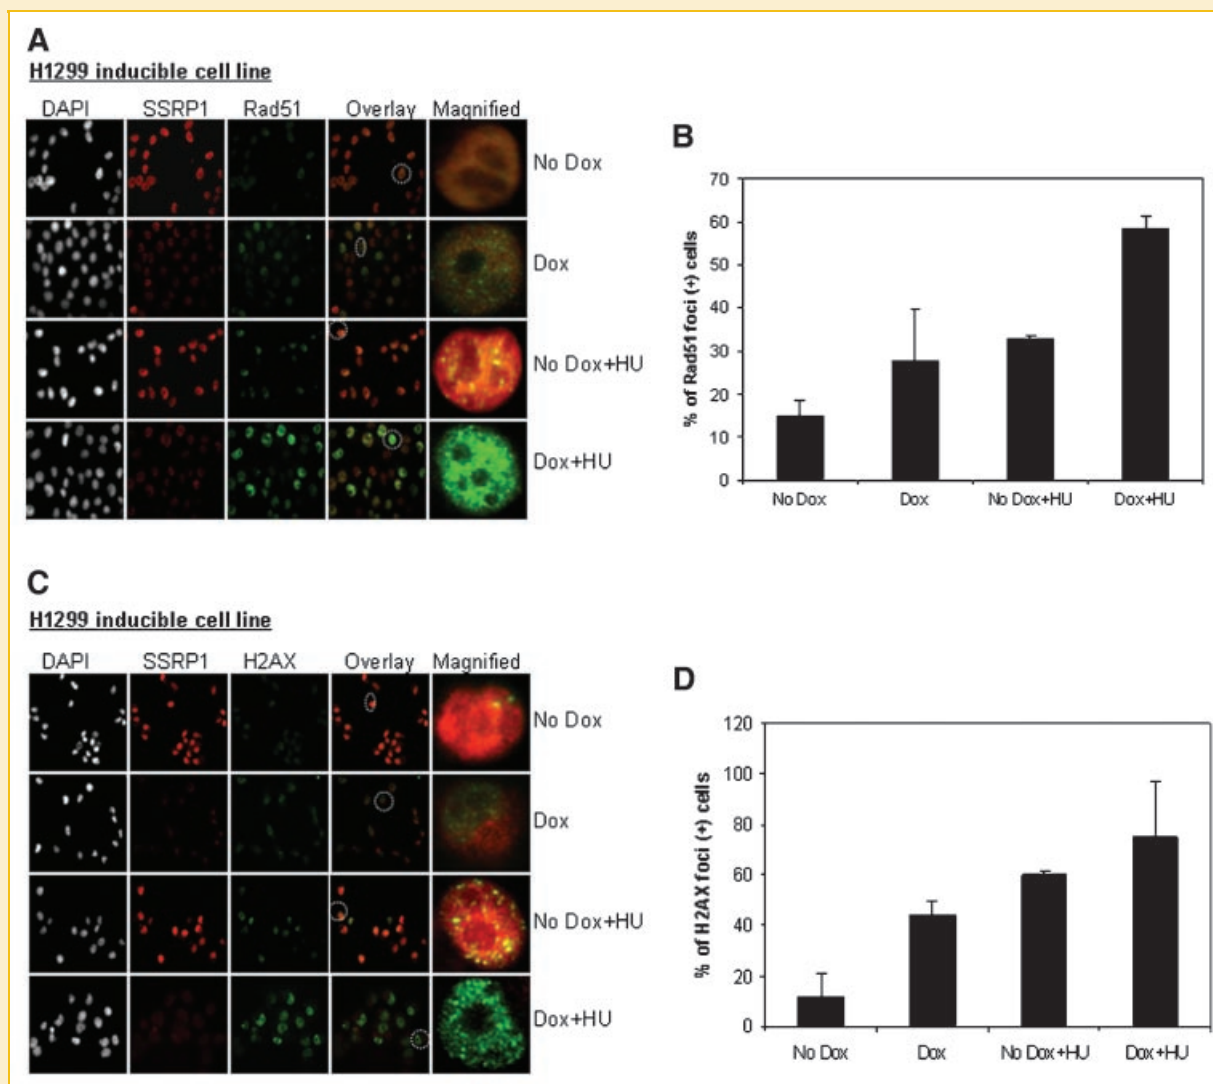 A
H1299 inducible cell line
DAPI SSRP1 Rad51 Overlay Magnified
No Dox
Dox
No Dox+HU
Dox+HU
B
% of Rad51 foci (+) cells
70
60
50
40
30
20
10
0
No Dox Dox No Dox+HU Dox+HU
C
H1299 inducible cell line
DAPI SSRP1 H2AX Overlay Magnified
No Dox
Dox
No Dox+HU
Dox+HU
D
% of H2AX foci (+) cells
120
100
80
60
40
20
0
No Dox Dox No Dox+HU Dox+HU